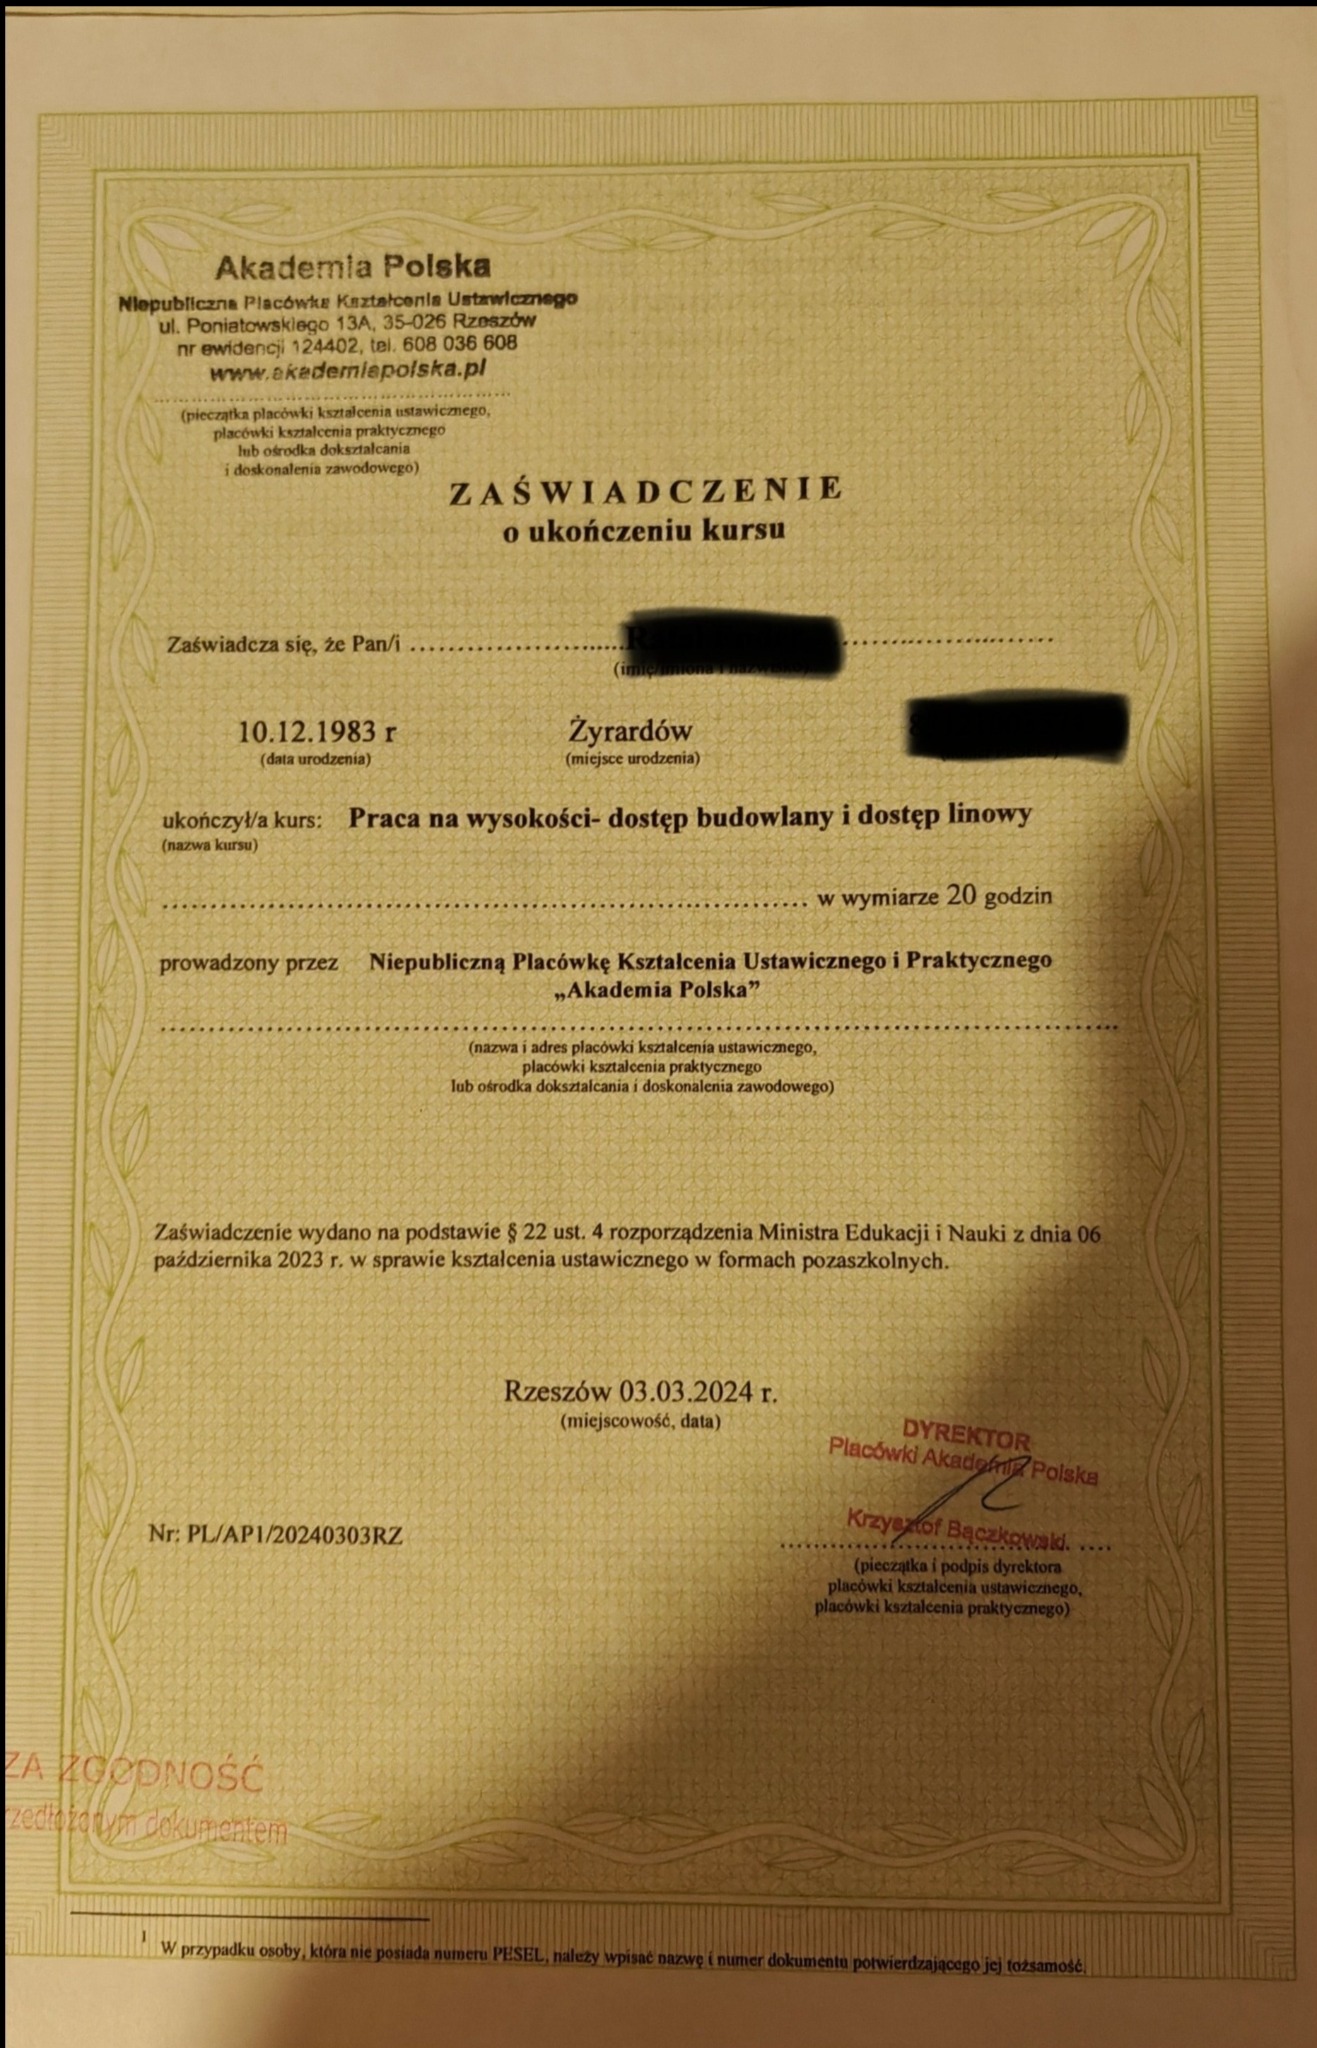 Akademia Polska
Niepubliczna Placówka Kształcenia Ustawicznego
ul. Poniatowskiego 13A, 35-026 Rzeszów
nr ewidencji 124402, tel. 608 036 608
www.akademiapolska.pl
(pieczątka placówki kształcenia ustawicznego,
placówki kształcenia praktycznego
lub ośrodka dokształcania
i doskonalenia zawodowego)
ZAŚWIADCZENIE
o ukończeniu kursu
Zaświadcza się, że Pan/i
10.12.1983 r Żyrardów
(data urodzenia) (miejsce urodzenia)
ukończył/a kurs: Praca na wysokości- dostęp budowlany i dostęp linowy
(nazwa kursu)
w wymiarze 20 godzin
prowadzony przez Niepubliczną Placówkę Kształcenia Ustawicznego i Praktycznego
„Akademia Polska”
(nazwa i adres placówki kształcenia ustawicznego,
placówki kształcenia praktycznego
lub ośrodka dokształcania i doskonalenia zawodowego)
Zaświadczenie wydano na podstawie § 22 ust. 4 rozporządzenia Ministra Edukacji i Nauki z dnia 06
października 2023 r. w sprawie kształcenia ustawicznego w formach pozaszkolnych.
Rzeszów 03.03.2024 r.
(miejscowość, data)
DYREKTOR
Placówki Akademia Polska
Krzysztof Bączkowski
Nr: PL/AP1/20240303RZ
(pieczątka i podpis dyrektora
placówki kształcenia ustawicznego,
placówki kształcenia praktycznego)
ZA ZGODNOŚĆ
dokumentem
1 W przypadku osoby, która nie posiada numeru PESEL, należy wpisać nazwę i numer dokumentu potwierdzającego jej tożsamość.